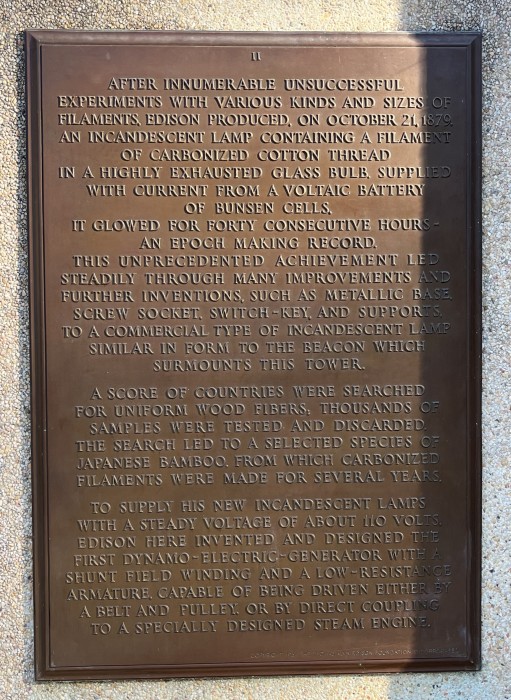 II
AFTER INNUMERABLE UNSUCCESSFUL
EXPERIMENTS WITH VARIOUS KINDS AND SIZES OF
FILAMENTS, EDISON PRODUCED, ON OCTOBER 21, 1879,
AN INCANDESCENT LAMP CONTAINING A FILAMENT
OF CARBONIZED COTTON THREAD
IN A HIGHLY EXHAUSTED GLASS BULB, SUPPLIED
WITH CURRENT FROM A VOLTAIC BATTERY
OF BUNSEN CELLS,
IT GLOWED FOR FORTY CONSECUTIVE HOURS-
AN EPOCH MAKING RECORD.
THIS UNPRECEDENTED ACHIEVEMENT LED
STEADILY THROUGH MANY IMPROVEMENTS AND
FURTHER INVENTIONS, SUCH AS METALLIC BASE,
SCREW SOCKET, SWITCH-KEY, AND SUPPORTS,
TO A COMMERCIAL TYPE OF INCANDESCENT LAMP
SIMILAR IN FORM TO THE BEACON WHICH
SURMOUNTS THIS TOWER.
A SCORE OF COUNTRIES WERE SEARCHED
FOR UNIFORM WOOD FIBERS; THOUSANDS OF
SAMPLES WERE TESTED AND DISCARDED.
THE SEARCH LED TO A SELECTED SPECIES OF
JAPANESE BAMBOO, FROM WHICH CARBONIZED
FILAMENTS WERE MADE FOR SEVERAL YEARS.
TO SUPPLY HIS NEW INCANDESCENT LAMPS
WITH A STEADY VOLTAGE OF ABOUT 110 VOLTS,
EDISON HERE INVENTED AND DESIGNED THE
FIRST DYNAMO-ELECTRIC-GENERATOR WITH A
SHUNT FIELD WINDING AND A LOW-RESISTANCE
ARMATURE, CAPABLE OF BEING DRIVEN EITHER BY
A BELT AND PULLEY, OR BY DIRECT COUPLING
TO A SPECIALLY DESIGNED STEAM ENGINE.